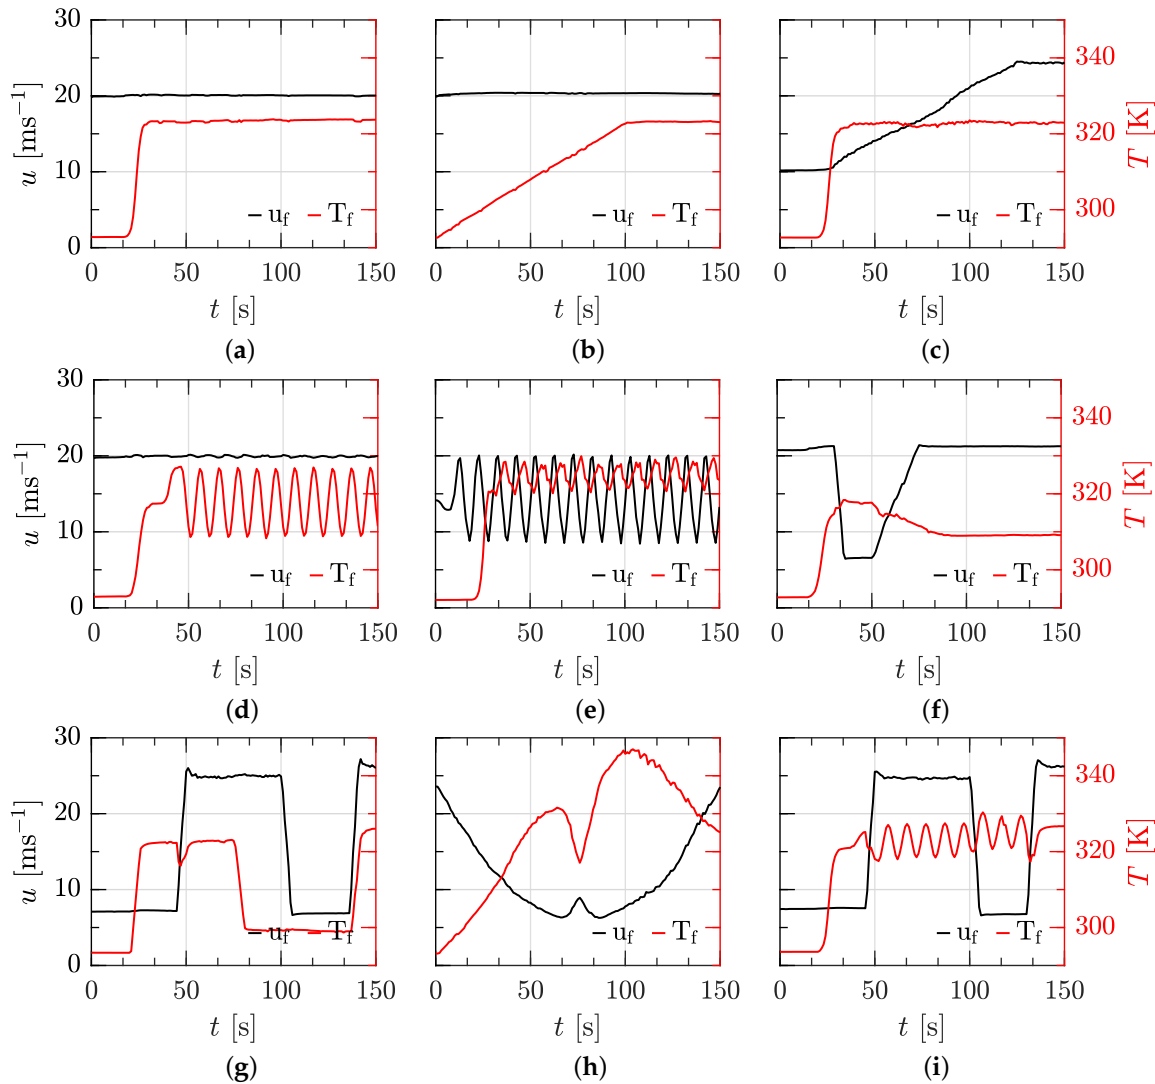 30
20
10
0
u [ms⁻¹]
u_f T_f
0 50 100 150
t [s]
(a)
u_f T_f
0 50 100 150
t [s]
(b)
340
320
300
T [K]
u_f T_f
0 50 100 150
t [s]
(c)
30
20
10
0
u [ms⁻¹]
u_f T_f
0 50 100 150
t [s]
(d)
u_f T_f
0 50 100 150
t [s]
(e)
340
320
300
T [K]
u_f T_f
0 50 100 150
t [s]
(f)
30
20
10
0
u [ms⁻¹]
u_f T_f
0 50 100 150
t [s]
(g)
u_f T_f
0 50 100 150
t [s]
(h)
340
320
300
T [K]
u_f T_f
0 50 100 150
t [s]
(i)